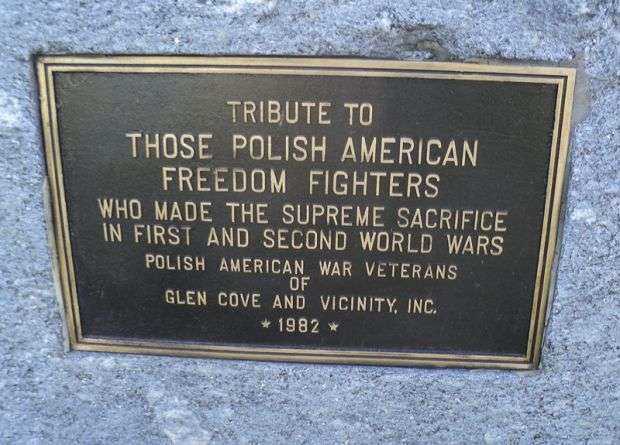 TRIBUTE TO
THOSE POLISH AMERICAN
FREEDOM FIGHTERS
WHO MADE THE SUPREME SACRIFICE
IN FIRST AND SECOND WORLD WARS
POLISH AMERICAN WAR VETERANS
OF
GLEN COVE AND VICINITY, INC.
★ 1982 ★